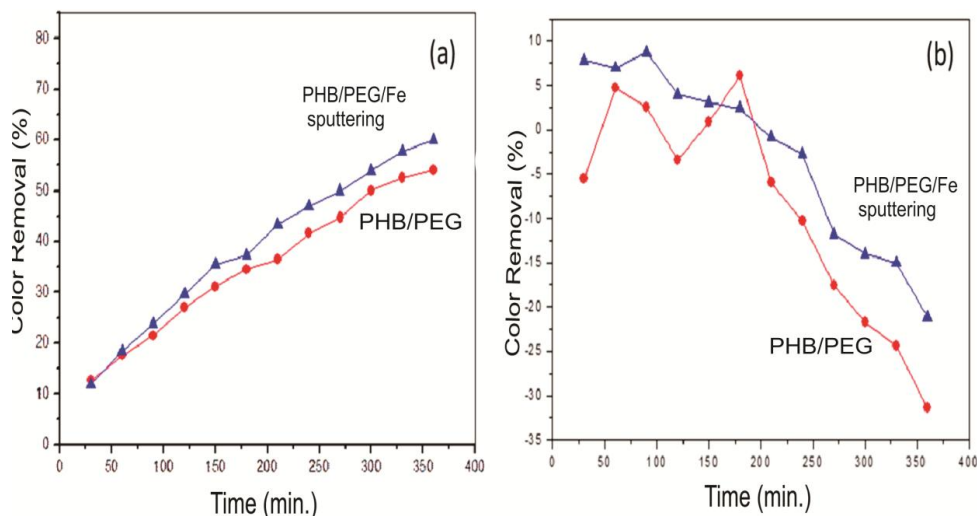 (a)
80
70
60
50
40
30
20
10
0
Color Removal (%)
PHB/PEG/Fe
sputtering
PHB/PEG
0 50 100 150 200 250 300 350 400
Time (min.)
(b)
10
5
0
-5
-10
-15
-20
-25
-30
-35
Color Removal (%)
PHB/PEG/Fe
sputtering
PHB/PEG
0 50 100 150 200 250 300 350 400
Time (min.)